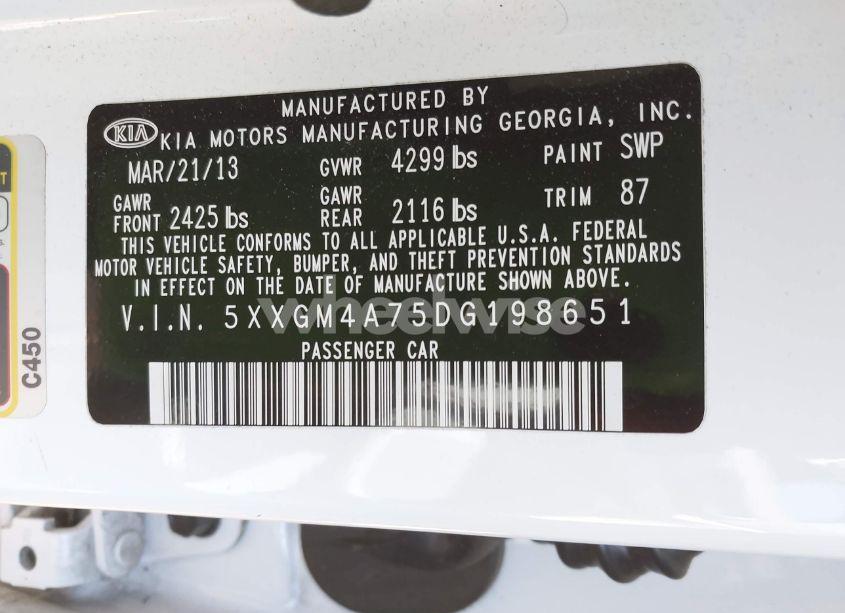 MANUFACTURED BY
KIA KIA MOTORS MANUFACTURING GEORGIA, INC.
MAR/21/13 GVWR 4299 lbs PAINT SWP
GAWR FRONT 2425 lbs GAWR REAR 2116 lbs TRIM 87
THIS VEHICLE CONFORMS TO ALL APPLICABLE U.S.A. FEDERAL
MOTOR VEHICLE SAFETY, BUMPER, AND THEFT PREVENTION STANDARDS
IN EFFECT ON THE DATE OF MANUFACTURE SHOWN ABOVE.
V.I.N. 5XXGM4A75DG198651
wheelwise
PASSENGER CAR
C450